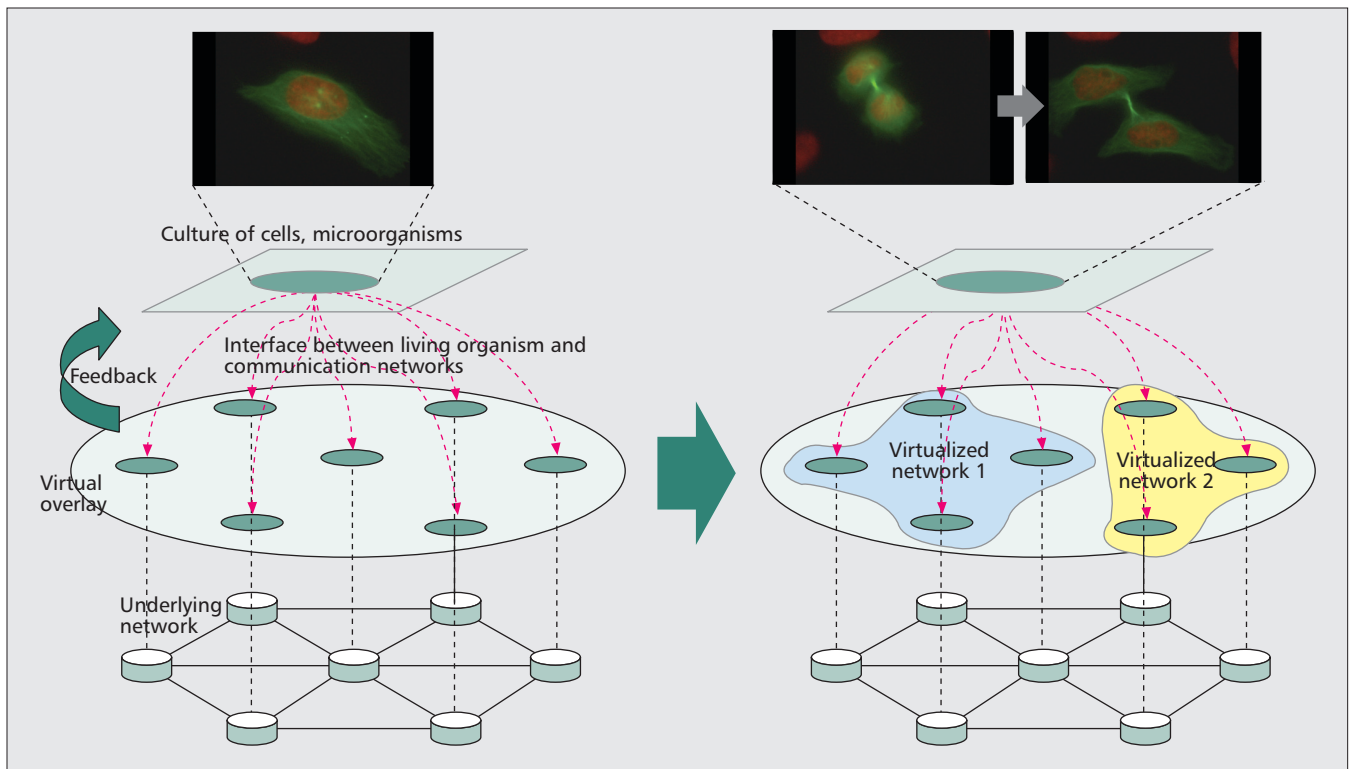 Culture of cells, microorganisms
Interface between living organism and
communication networks
Feedback
Virtual
overlay
Underlying
network
Virtualized
network 1
Virtualized
network 2